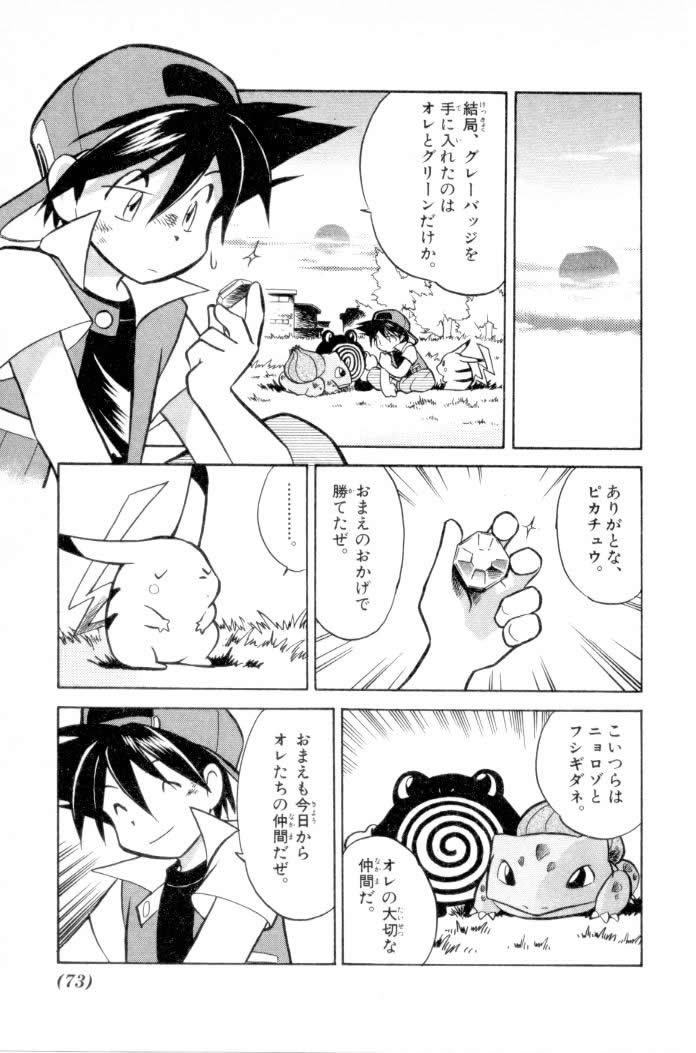 結局、グレーバッジを
手に入れたのは
オレとグリーンだけか。
ありがとな、
ピカチュウ。
おまえのおかげで
勝てたぜ。
………。
こいつらは
ニョロゾと
フシギダネ。
オレの大切な
仲間だ。
おまえも今日から
オレたちの仲間だぜ。
(73)